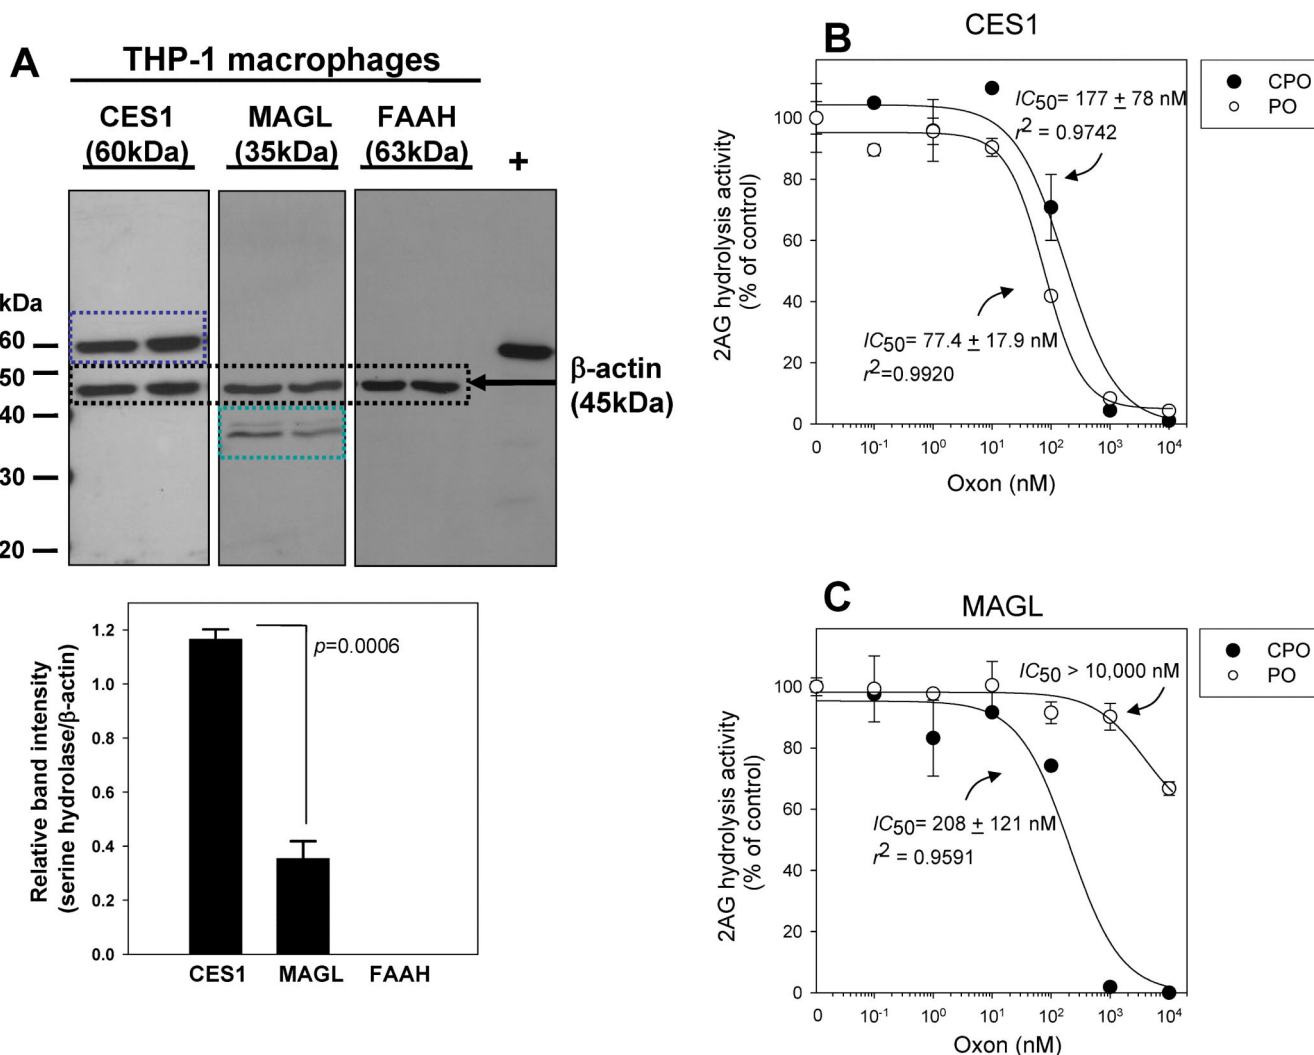 A
THP-1 macrophages
CES1 MAGL FAAH
(60kDa) (35kDa) (63kDa) +
kDa
60
50
40
30
20
β-actin
(45kDa)
Relative band intensity
(serine hydrolase/β-actin)
1.2
1.0
0.8
0.6
0.4
0.2
0.0
p=0.0006
CES1 MAGL FAAH
B
CES1
CPO
PO
2AG hydrolysis activity
(% of control)
100
80
60
40
20
0
IC50= 177 ± 78 nM
r² = 0.9742
IC50= 77.4 ± 17.9 nM
r²=0.9920
0 10⁻¹ 10⁰ 10¹ 10² 10³ 10⁴
Oxon (nM)
C
MAGL
CPO
PO
2AG hydrolysis activity
(% of control)
100
80
60
40
20
0
IC50 > 10,000 nM
IC50= 208 ± 121 nM
r² = 0.9591
0 10⁻¹ 10⁰ 10¹ 10² 10³ 10⁴
Oxon (nM)